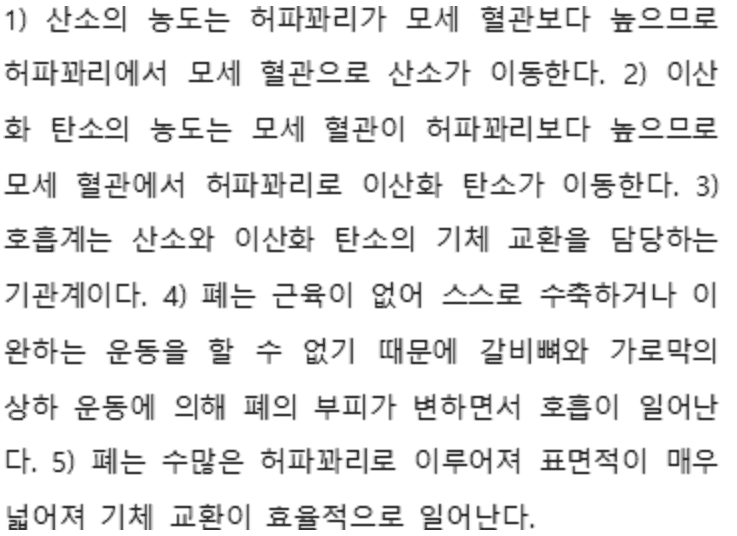 1) 산소의 농도는 허파꽈리가 모세 혈관보다 높으므로
허파꽈리에서 모세 혈관으로 산소가 이동한다. 2) 이산
화 탄소의 농도는 모세 혈관이 허파꽈리보다 높으므로
모세 혈관에서 허파꽈리로 이산화 탄소가 이동한다. 3)
호흡계는 산소와 이산화 탄소의 기체 교환을 담당하는
기관계이다. 4) 폐는 근육이 없어 스스로 수축하거나 이
완하는 운동을 할 수 없기 때문에 갈비뼈와 가로막의
상하 운동에 의해 폐의 부피가 변하면서 호흡이 일어난
다. 5) 폐는 수많은 허파꽈리로 이루어져 표면적이 매우
넓어져 기체 교환이 효율적으로 일어난다.